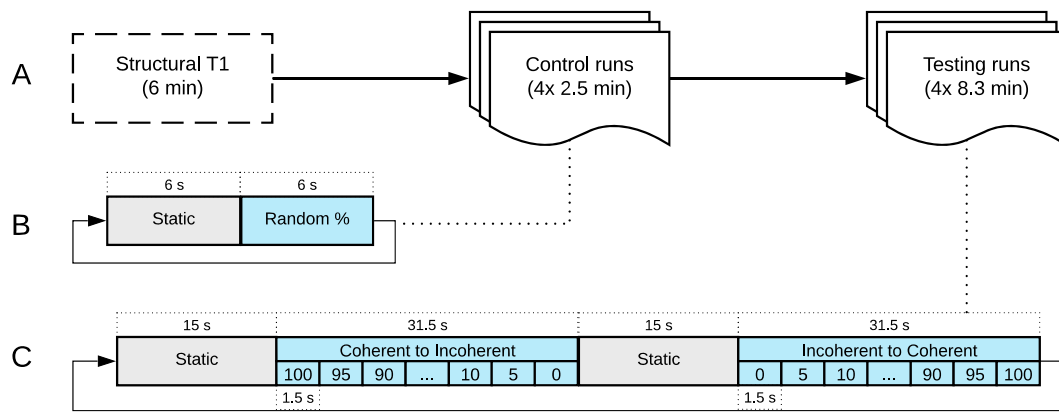 A
Structural T1
(6 min)
Control runs
(4x 2.5 min)
Testing runs
(4x 8.3 min)
B
6 s
6 s
Static
Random %
C
15 s
31.5 s
15 s
31.5 s
Static
Coherent to Incoherent
Static
Incoherent to Coherent
100 95 90 ... 10 5 0
0 5 10 ... 90 95 100
1.5 s
1.5 s